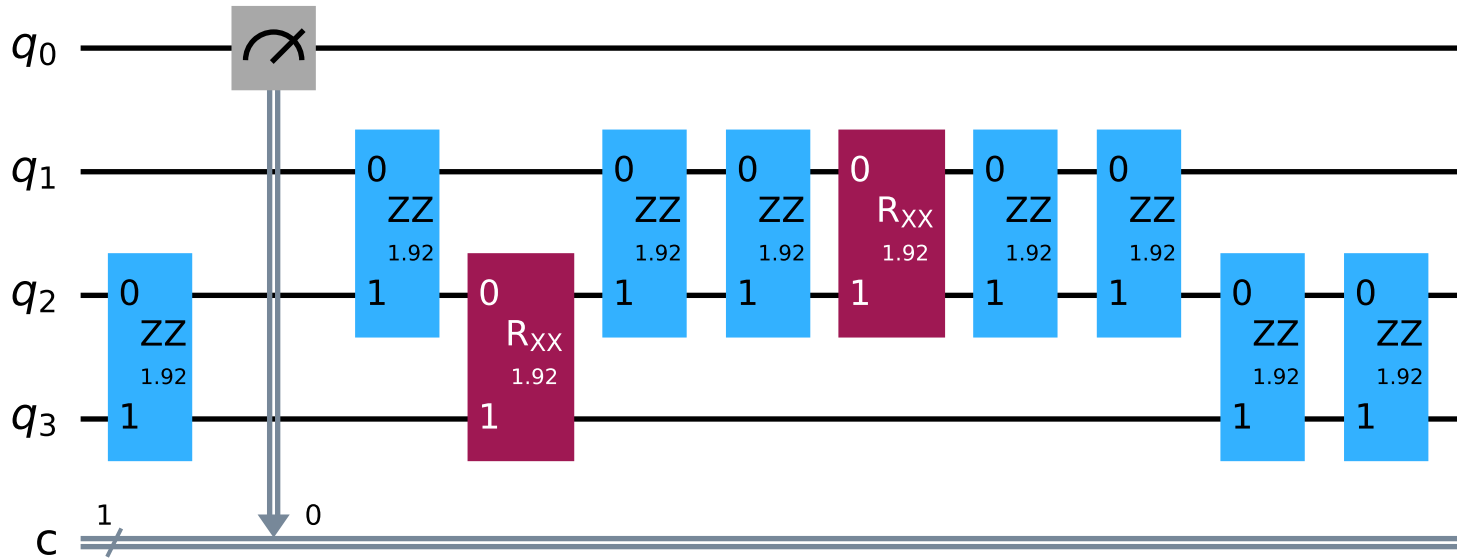 q0
q1
0 0 0 0 0 0
ZZ ZZ ZZ RXX ZZ ZZ
1.92 1.92 1.92 1.92 1.92 1.92
q2
0 1 0 1 1 1 1 1 0 0
ZZ RXX ZZ ZZ
1.92 1.92 1.92 1.92
q3
1 1 1 1
1 0
c